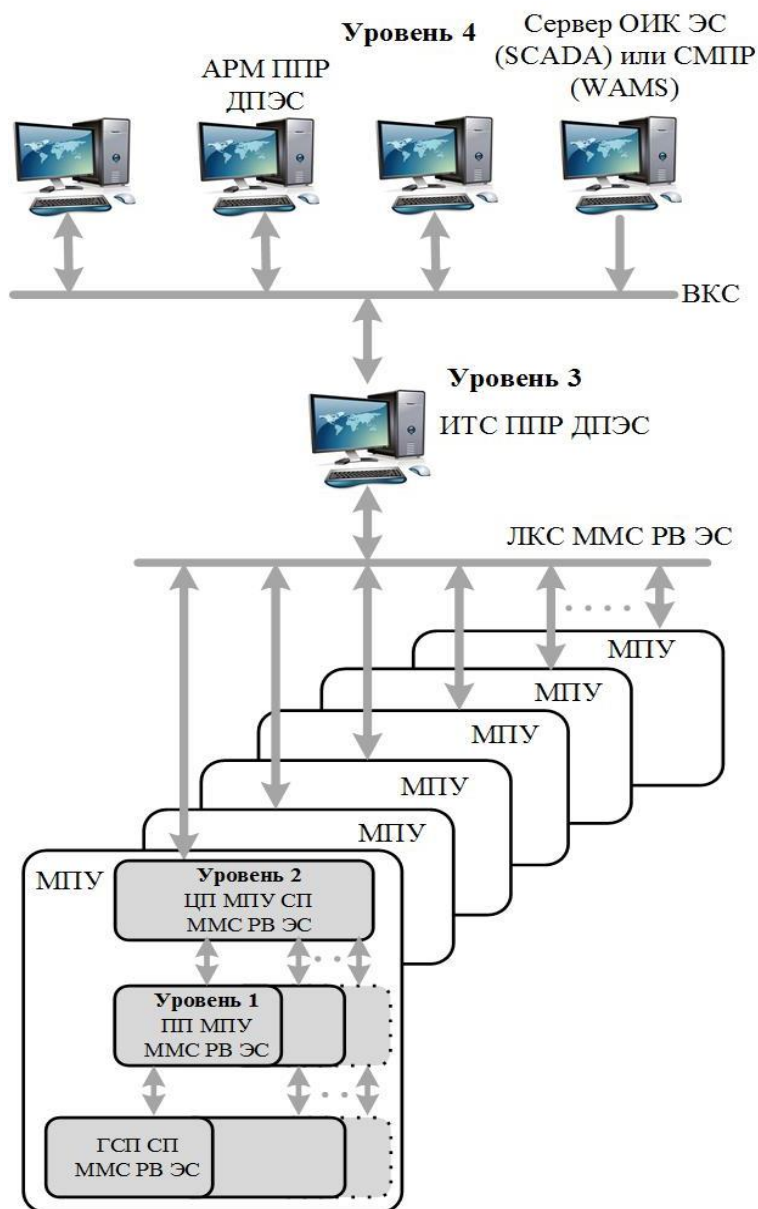 Уровень 4
Сервер ОИК ЭС
(SCADA) или СМПР
(WAMS)
АРМ ППР
ДПЭС
ВКС
Уровень 3
ИТС ППР ДПЭС
ЛКС ММС РВ ЭС
МПУ
МПУ
МПУ
МПУ
МПУ
МПУ
Уровень 2
ЦП МПУ СП
ММС РВ ЭС
Уровень 1
ПП МПУ
ММС РВ ЭС
ГСП СП
ММС РВ ЭС